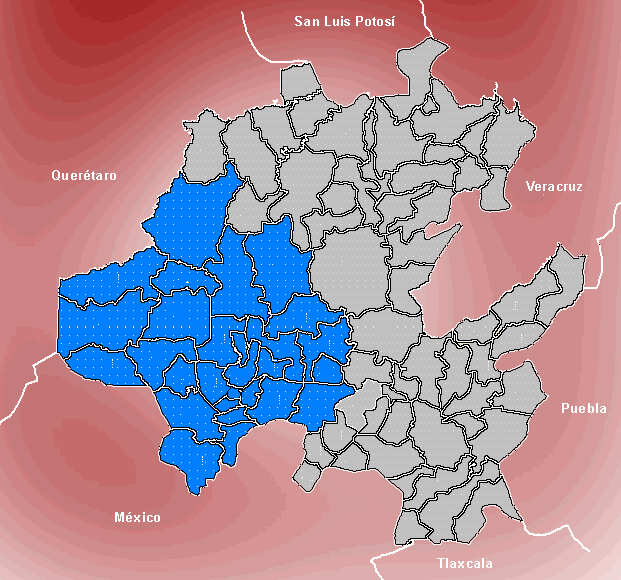 San Luis Potosí
Querétaro
Veracruz
Puebla
México
Tlaxcala